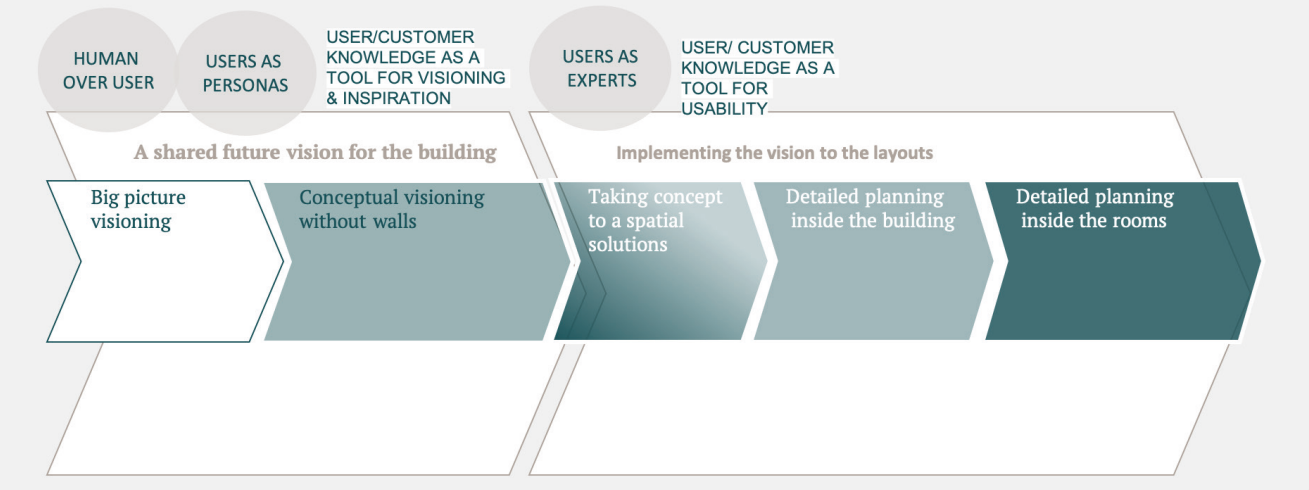 HUMAN
OVER USER
USERS AS
PERSONAS
USER/CUSTOMER
KNOWLEDGE AS A
TOOL FOR VISIONING
& INSPIRATION
USERS AS
EXPERTS
USER/ CUSTOMER
KNOWLEDGE AS A
TOOL FOR
USABILITY
A shared future vision for the building
Implementing the vision to the layouts
Big picture
visioning
Conceptual visioning
without walls
Taking concept
to a spatial
solutions
Detailed planning
inside the building
Detailed planning
inside the rooms